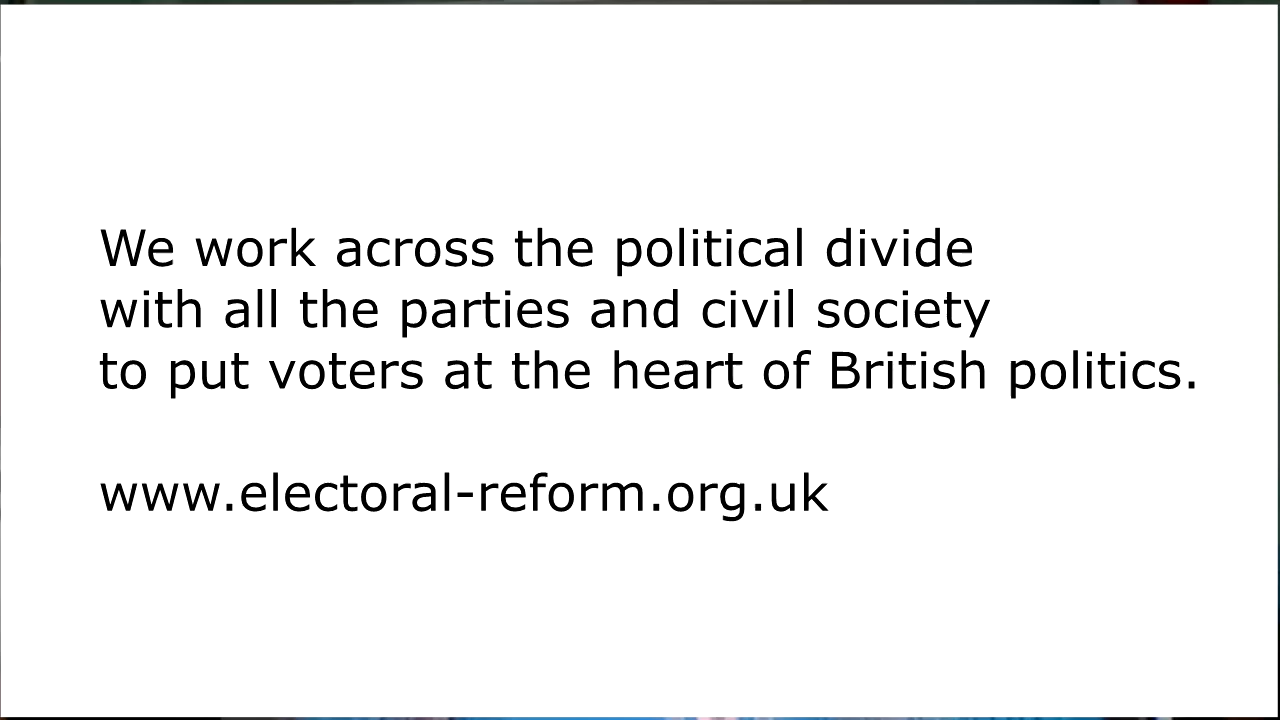 We work across the political divide
with all the parties and civil society
to put voters at the heart of British politics.
www.electoral-reform.org.uk